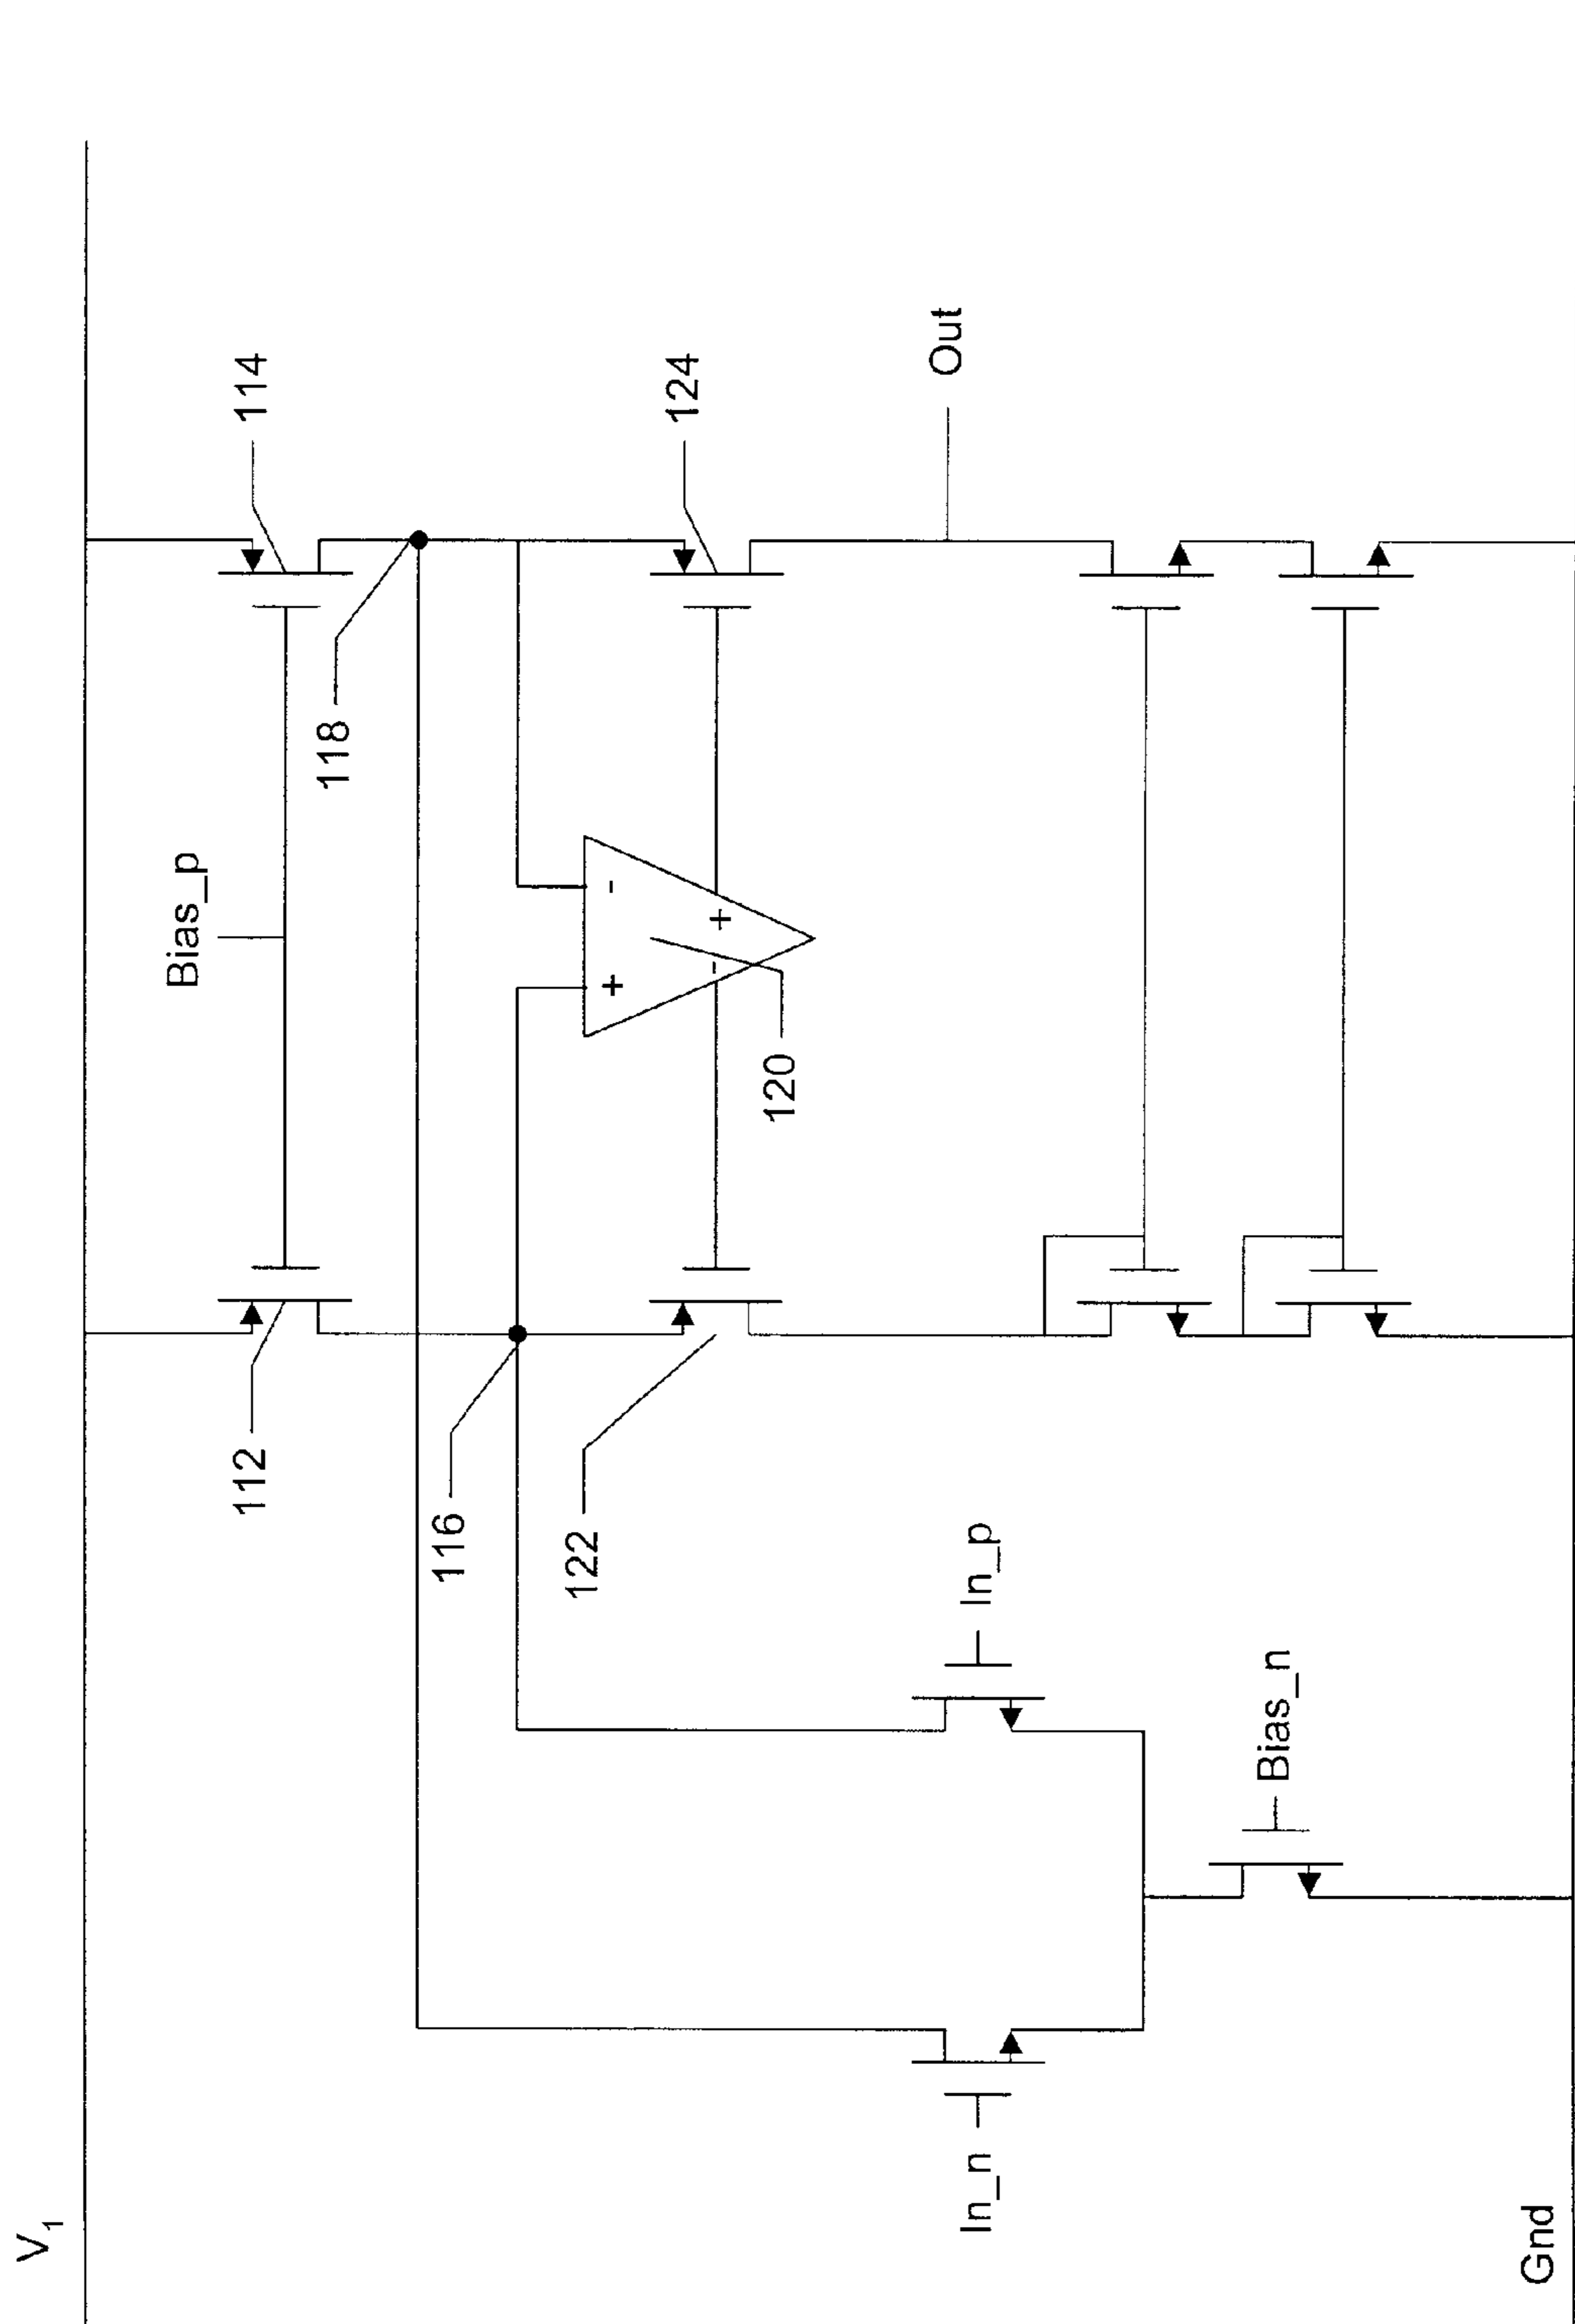 V1
Bias_p
112
114
118
116
122
+
-
-
+
120
124
Out
In_n
In_p
Bias_n
Gnd